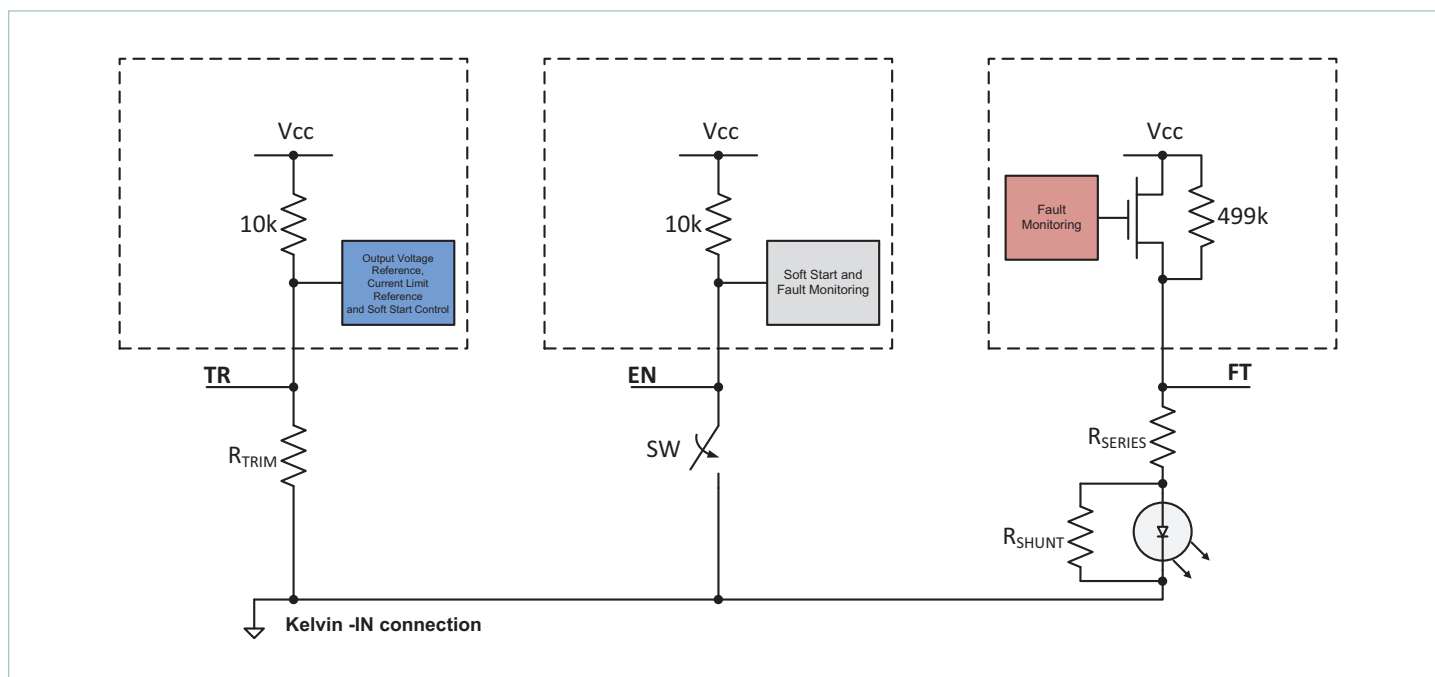 Vcc
10k
Output Voltage
Reference,
Current Limit
Reference
and Soft Start Control
TR
RTRIM
Vcc
10k
Soft Start and
Fault Monitoring
EN
SW
Vcc
Fault
Monitoring
499k
FT
RSERIES
RSHUNT
Kelvin -IN connection